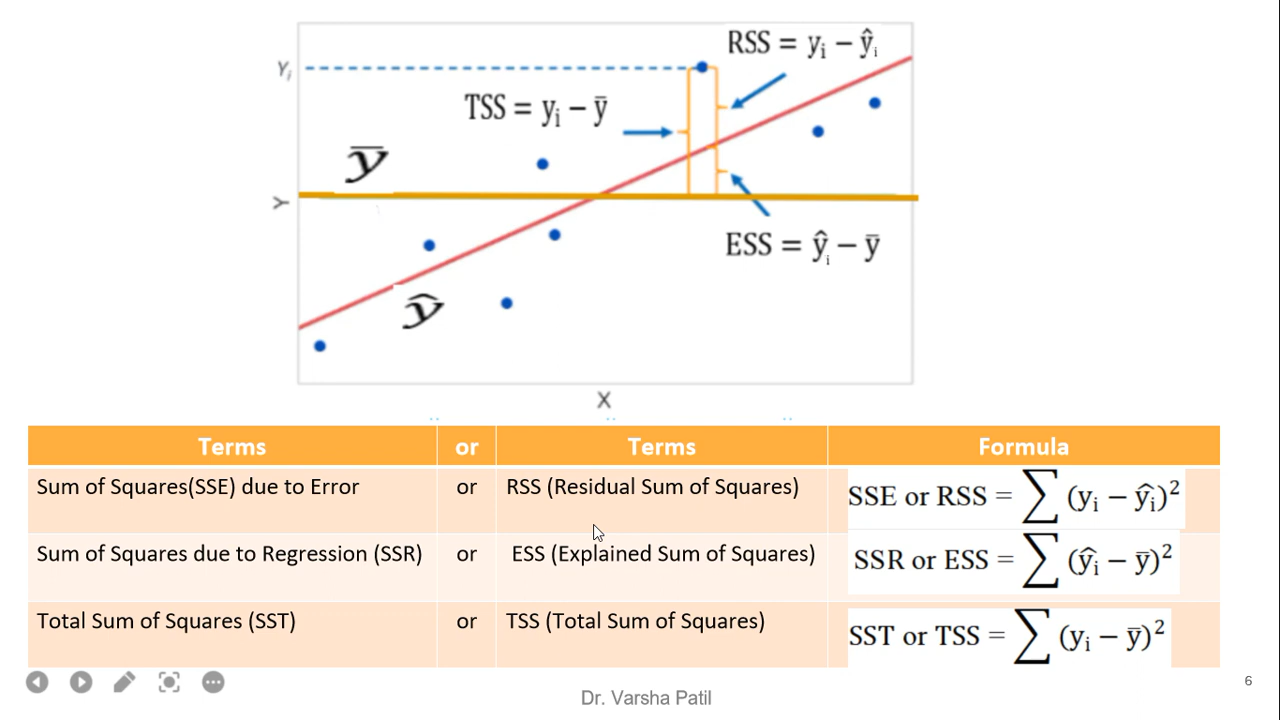 RSS = yᵢ − ŷᵢ
Yᵢ
TSS = yᵢ − ȳ
ȳ
Y
ESS = ŷᵢ − ȳ
ŷ
X
Terms or Terms Formula
Sum of Squares(SSE) due to Error or RSS (Residual Sum of Squares) SSE or RSS = ∑ (yᵢ − ŷᵢ)²
Sum of Squares due to Regression (SSR) or ESS (Explained Sum of Squares) SSR or ESS = ∑ (ŷᵢ − ȳ)²
Total Sum of Squares (SST) or TSS (Total Sum of Squares) SST or TSS = ∑ (yᵢ − ȳ)²
6
Dr. Varsha Patil